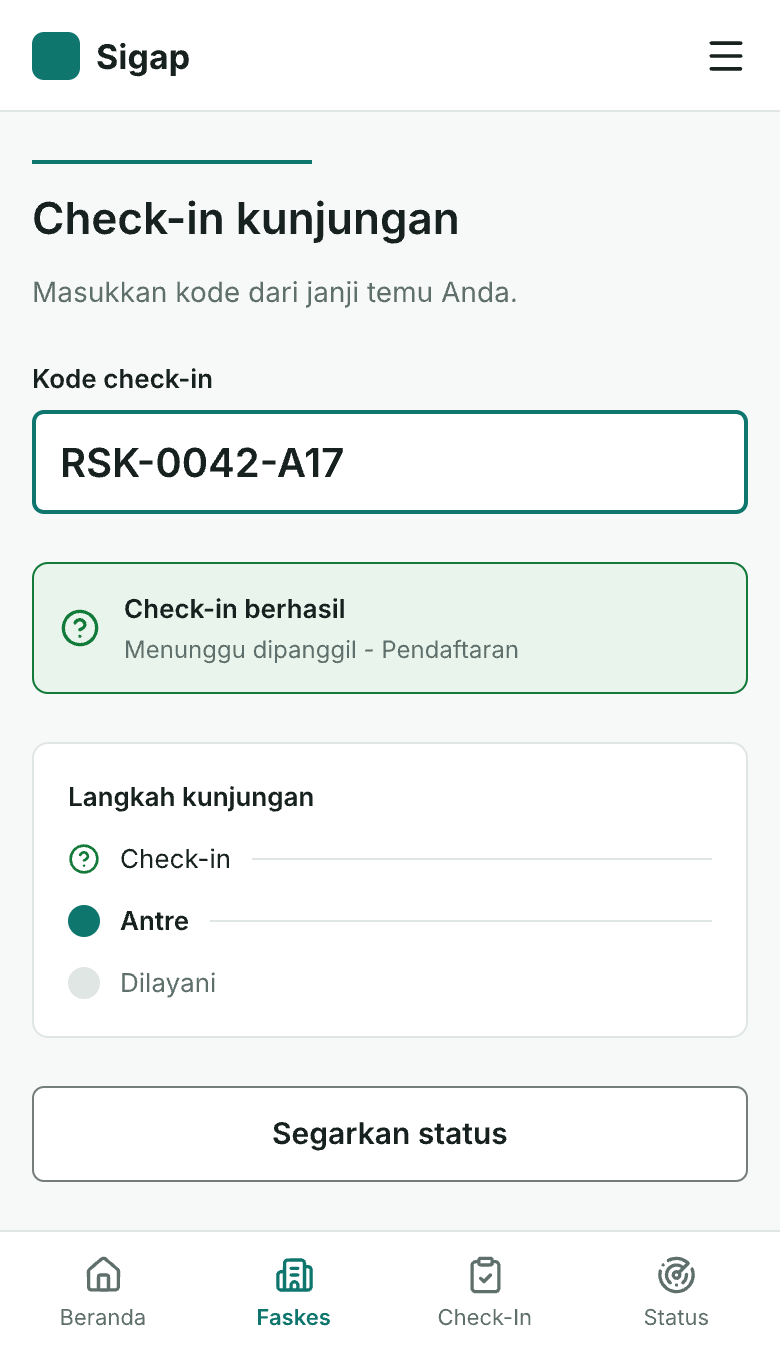 Sigap
Check-in kunjungan
Masukkan kode dari janji temu Anda.
Kode check-in
RSK-0042-A17
Check-in berhasil
Menunggu dipanggil - Pendaftaran
Langkah kunjungan
Check-in
Antre
Dilayani
Segarkan status
Beranda
Faskes
Check-In
Status